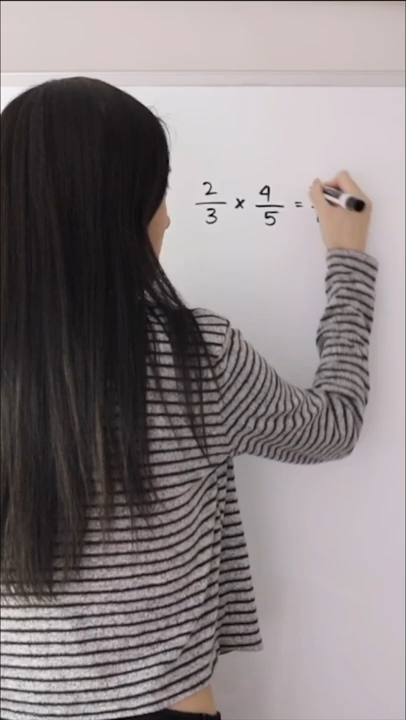 2/3 × 4/5 =